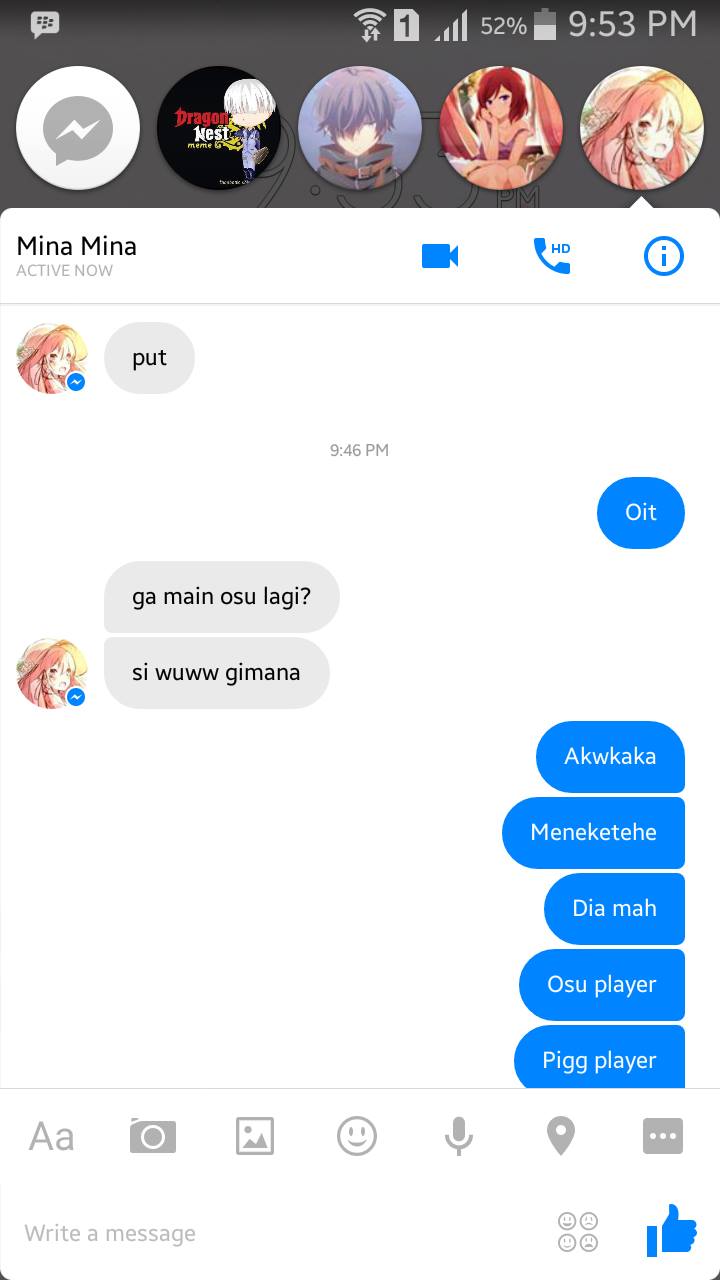 52% 9:53 PM
Dragon
Nest
meme
Mina Mina
ACTIVE NOW
HD
put
9:46 PM
Oit
ga main osu lagi?
si wuww gimana
Akwkaka
Meneketehe
Dia mah
Osu player
Pigg player
Aa
Write a message